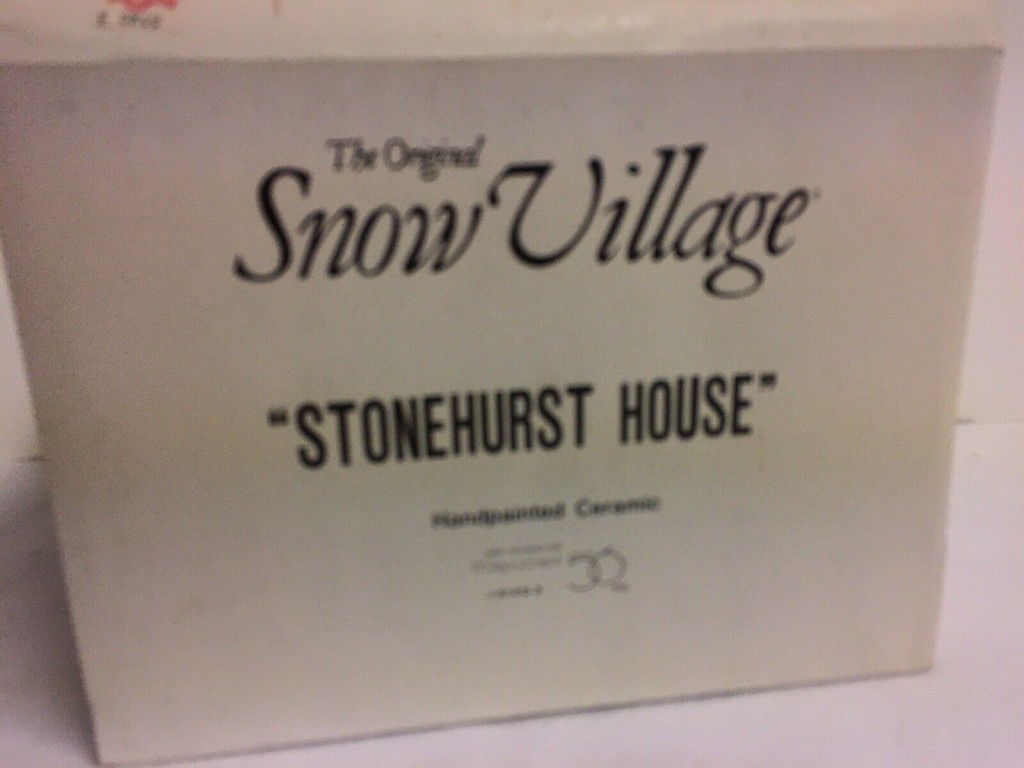 The Original
Snow Village
“STONEHURST HOUSE”
Handpainted Ceramic